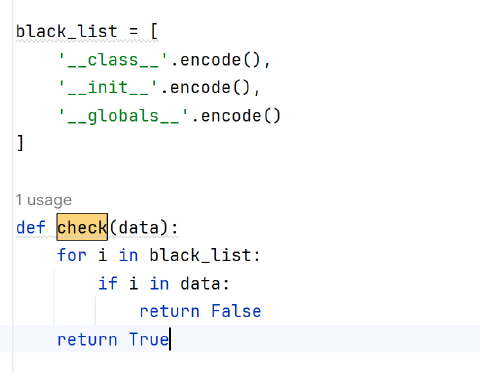 black_list = [
    '__class__'.encode(),
    '__init__'.encode(),
    '__globals__'.encode()
]
1 usage
def check(data):
    for i in black_list:
        if i in data:
            return False
    return True